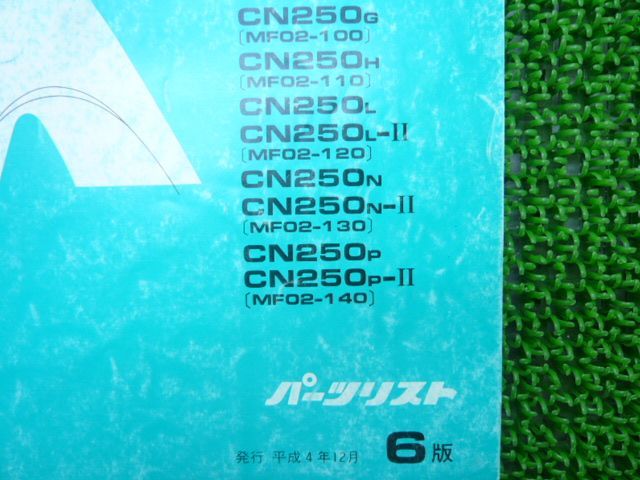 CN250G
〔MF02-100〕
CN250H
〔MF02-110〕
CN250L
CN250L-II
〔MF02-120〕
CN250N
CN250N-II
〔MF02-130〕
CN250P
CN250P-II
〔MF02-140〕
パーツリスト
発行 平成4年12月 6版